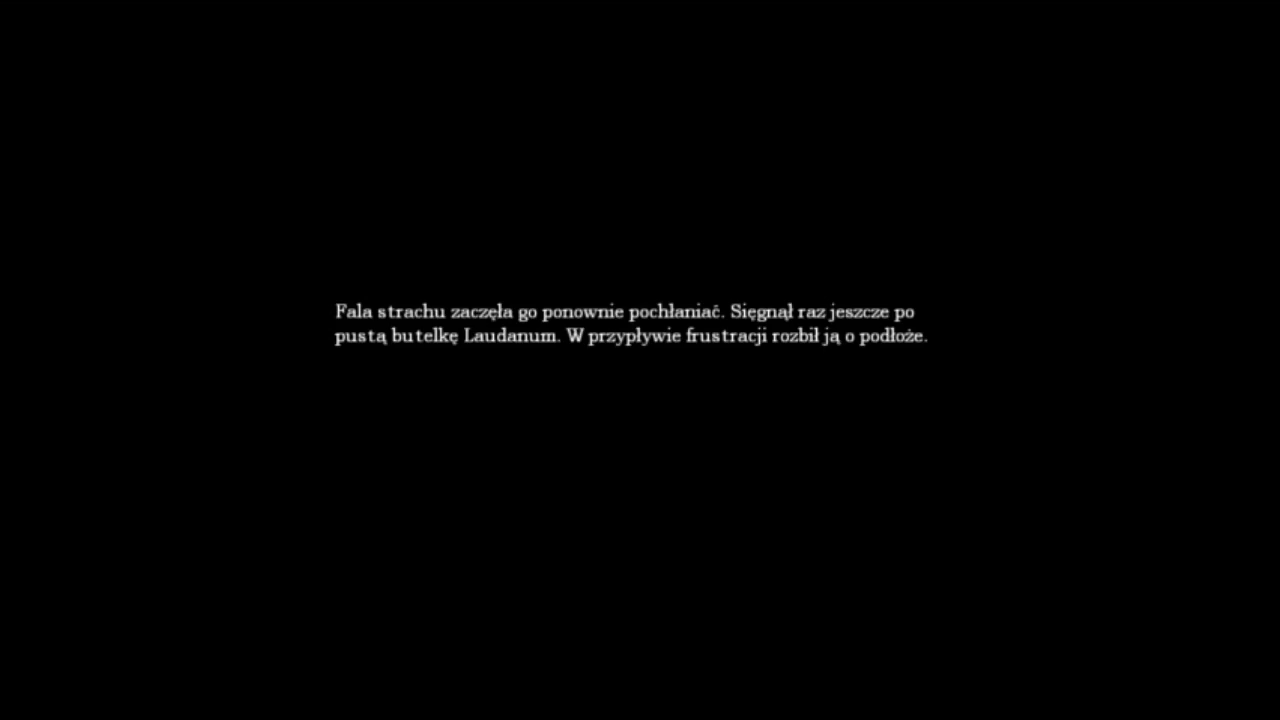 Fala strachu zaczęła go ponownie pochłaniać. Sięgnął raz jeszcze po
pustą butelkę Laudanum. W przypływie frustracji rozbił ją o podłoże.